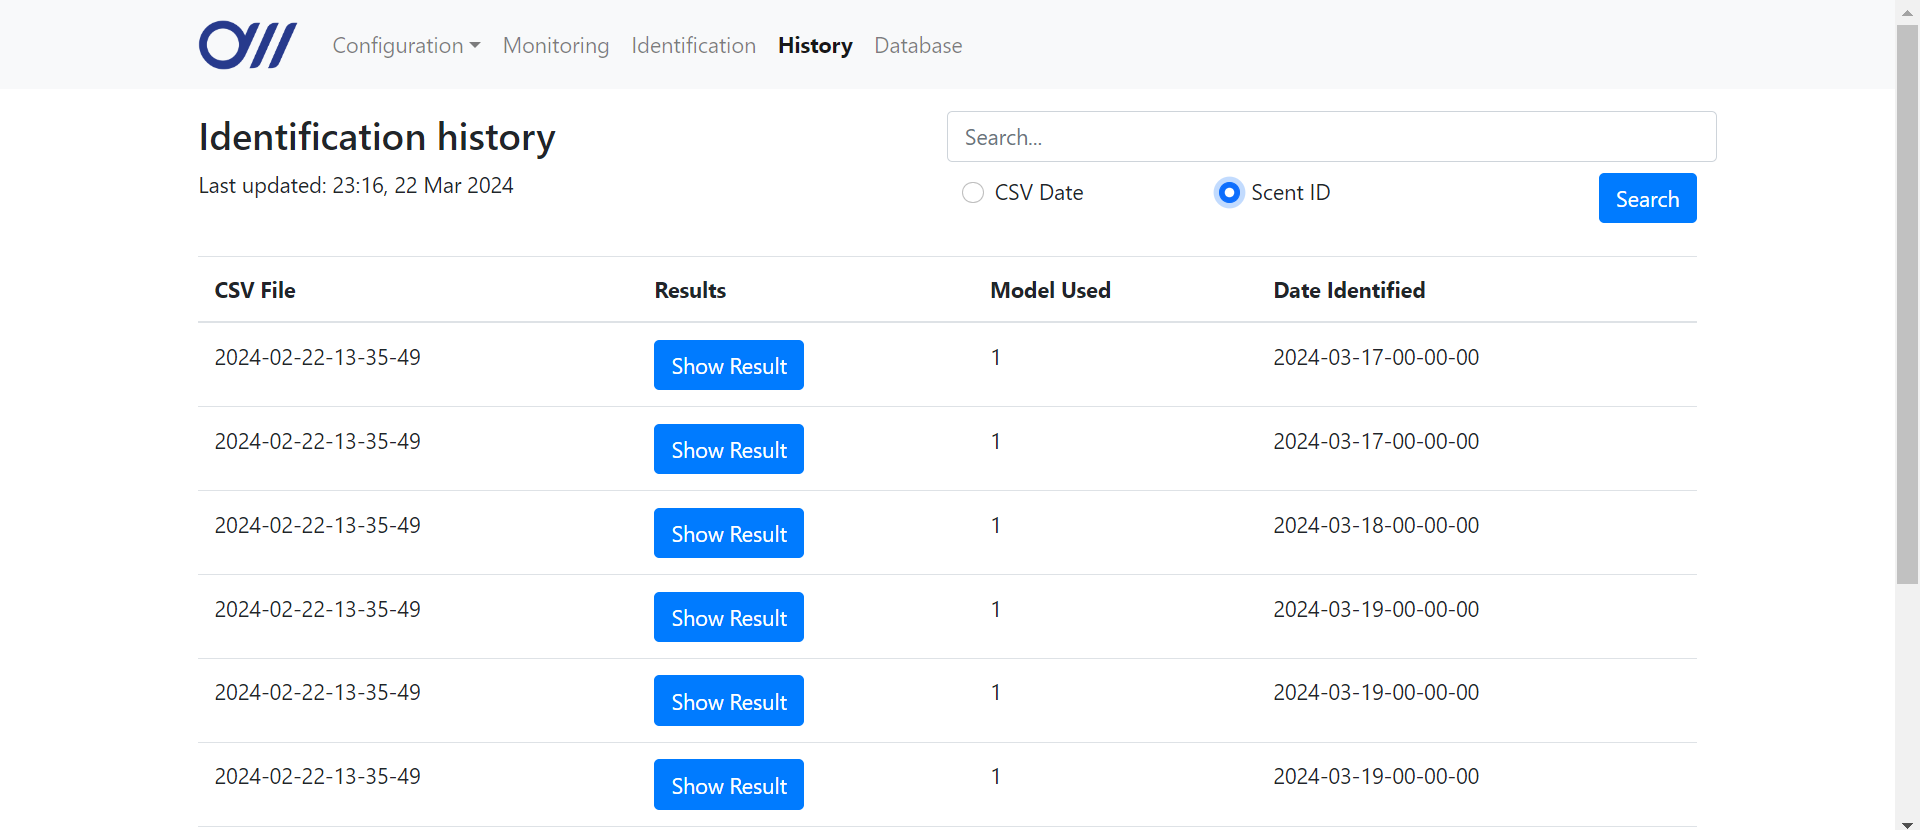 Configuration Monitoring Identification History Database
Identification history
Search...
Last updated: 23:16, 22 Mar 2024
CSV Date Scent ID Search
CSV File Results Model Used Date Identified
2024-02-22-13-35-49 Show Result 1 2024-03-17-00-00-00
2024-02-22-13-35-49 Show Result 1 2024-03-17-00-00-00
2024-02-22-13-35-49 Show Result 1 2024-03-18-00-00-00
2024-02-22-13-35-49 Show Result 1 2024-03-19-00-00-00
2024-02-22-13-35-49 Show Result 1 2024-03-19-00-00-00
2024-02-22-13-35-49 Show Result 1 2024-03-19-00-00-00